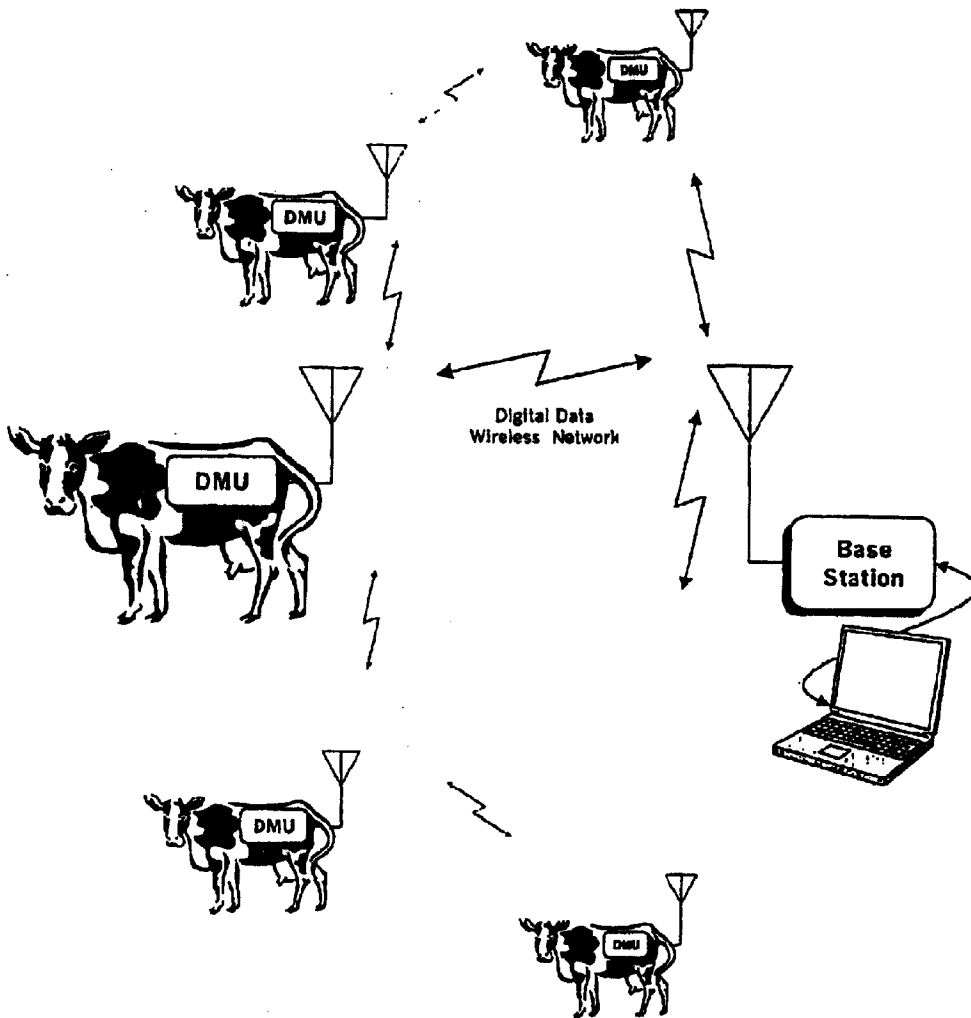 DMU
DMU
Digital Data
Wireless Network
DMU
Base
Station
DMU
DMU